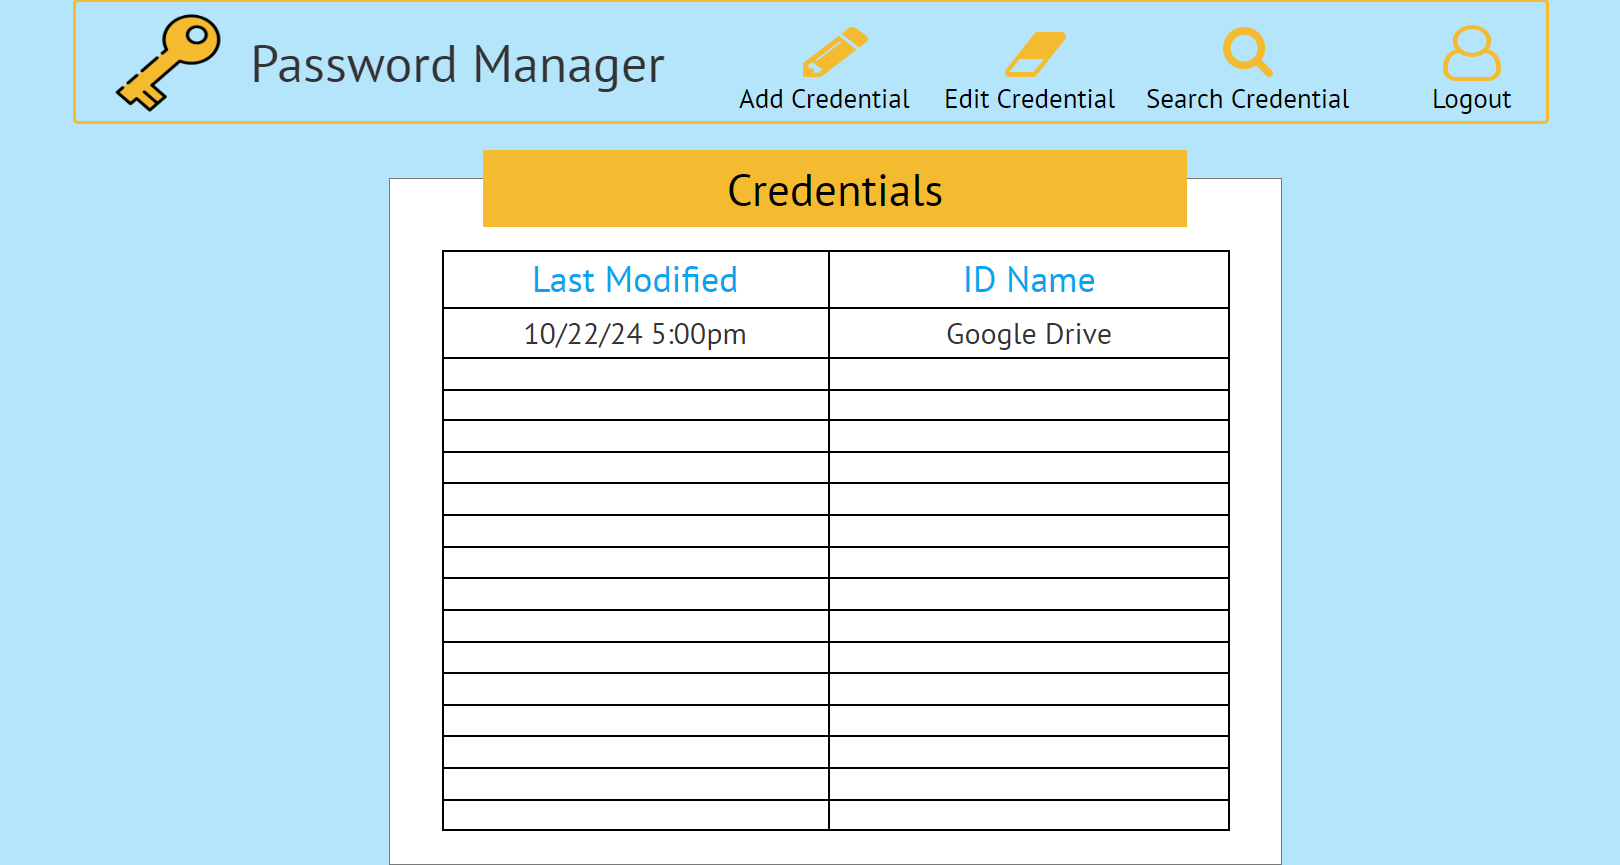 Password Manager
Add Credential
Edit Credential
Search Credential
Logout
Credentials
Last Modified
ID Name
10/22/24 5:00pm
Google Drive